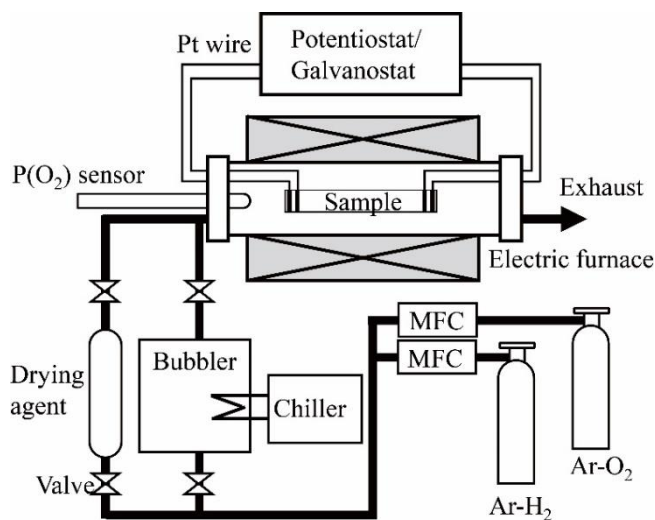 Pt wire
Potentiostat/
Galvanostat
P(O₂) sensor
Sample
Exhaust
Electric furnace
MFC
MFC
Bubbler
Drying
agent
Chiller
Valve
Ar-O₂
Ar-H₂